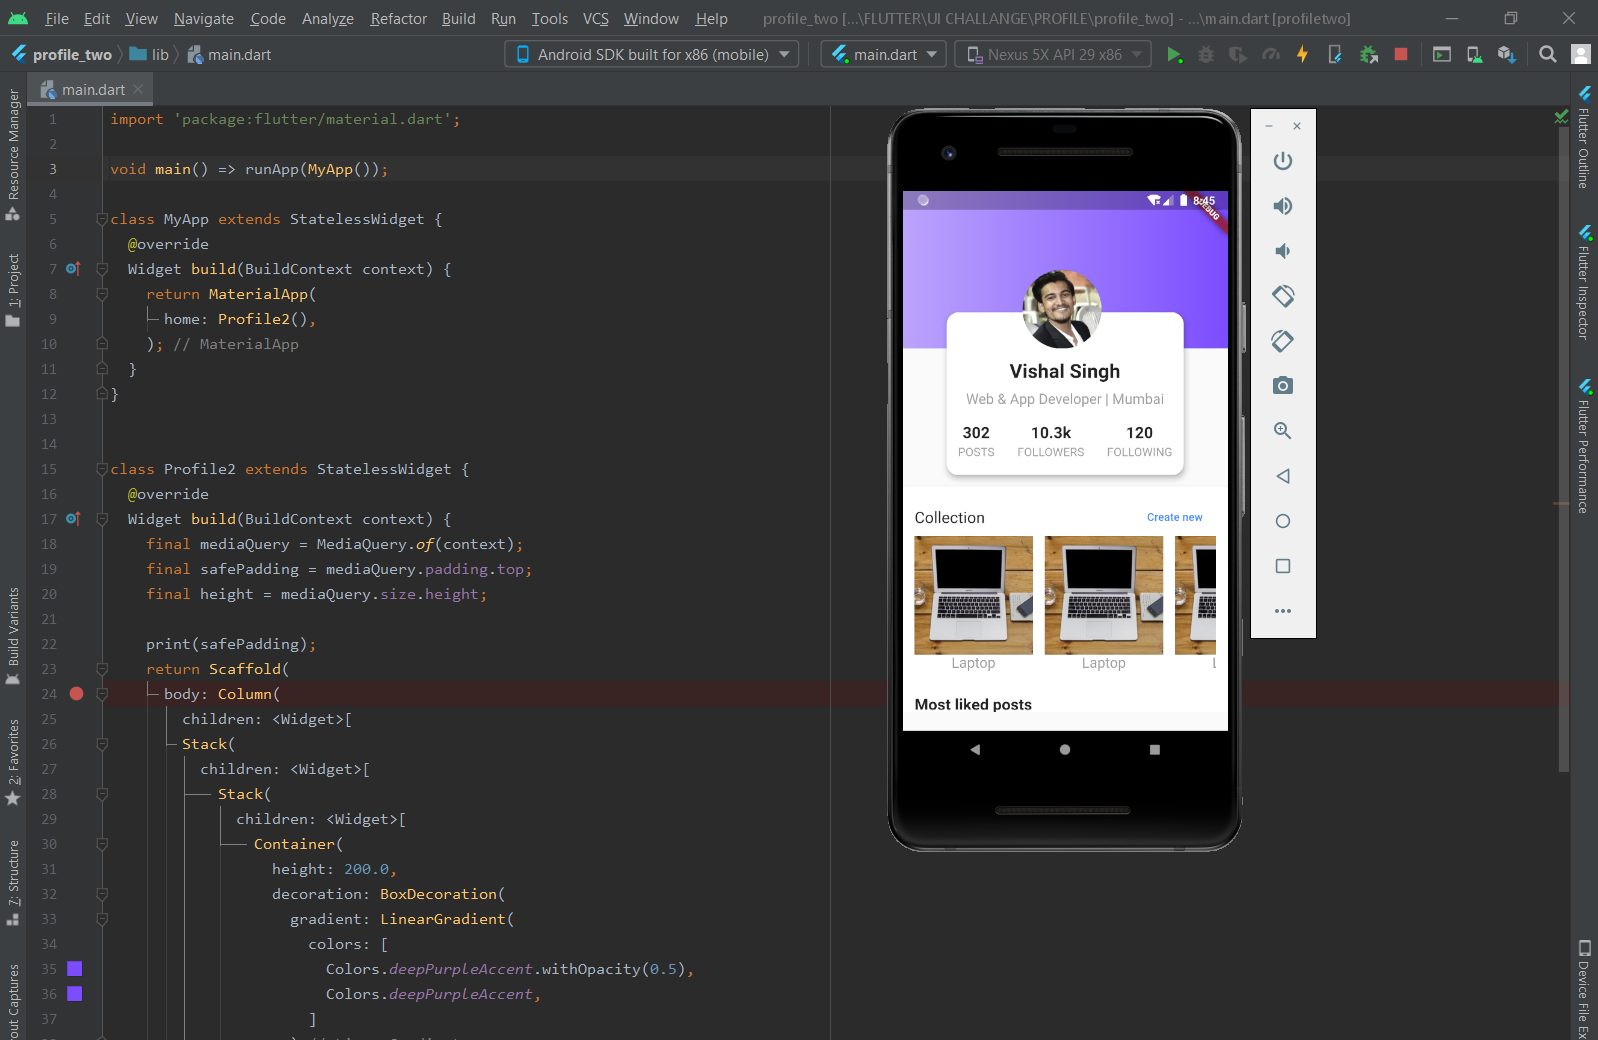 File Edit View Navigate Code Analyze Refactor Build Run Tools VCS Window Help profile_two [...\FLUTTER\UI CHALLANGE\PROFILE\profile_two] - ...\main.dart [profiletwo]
profile_two lib main.dart Android SDK built for x86 (mobile) main.dart Nexus 5X API 29 x86
main.dart
Resource Manager
1: Project
Build Variants
2: Favorites
7: Structure
out Captures
1 import 'package:flutter/material.dart';
2
3 void main() => runApp(MyApp());
4
5 class MyApp extends StatelessWidget {
6 @override
7 Widget build(BuildContext context) {
8 return MaterialApp(
9 home: Profile2(),
10 ); // MaterialApp
11 }
12 }
13
14
15 class Profile2 extends StatelessWidget {
16 @override
17 Widget build(BuildContext context) {
18 final mediaQuery = MediaQuery.of(context);
19 final safePadding = mediaQuery.padding.top;
20 final height = mediaQuery.size.height;
21
22 print(safePadding);
23 return Scaffold(
24 body: Column(
25 children: <Widget>[
26 Stack(
27 children: <Widget>[
28 Stack(
29 children: <Widget>[
30 Container(
31 height: 200.0,
32 decoration: BoxDecoration(
33 gradient: LinearGradient(
34 colors: [
35 Colors.deepPurpleAccent.withOpacity(0.5),
36 Colors.deepPurpleAccent,
37 ]
8:45
DEBUG
Vishal Singh
Web & App Developer | Mumbai
302 10.3k 120
POSTS FOLLOWERS FOLLOWING
Collection Create new
Laptop Laptop L
Most liked posts
Flutter Outline
Flutter Inspector
Flutter Performance
Device File Ex